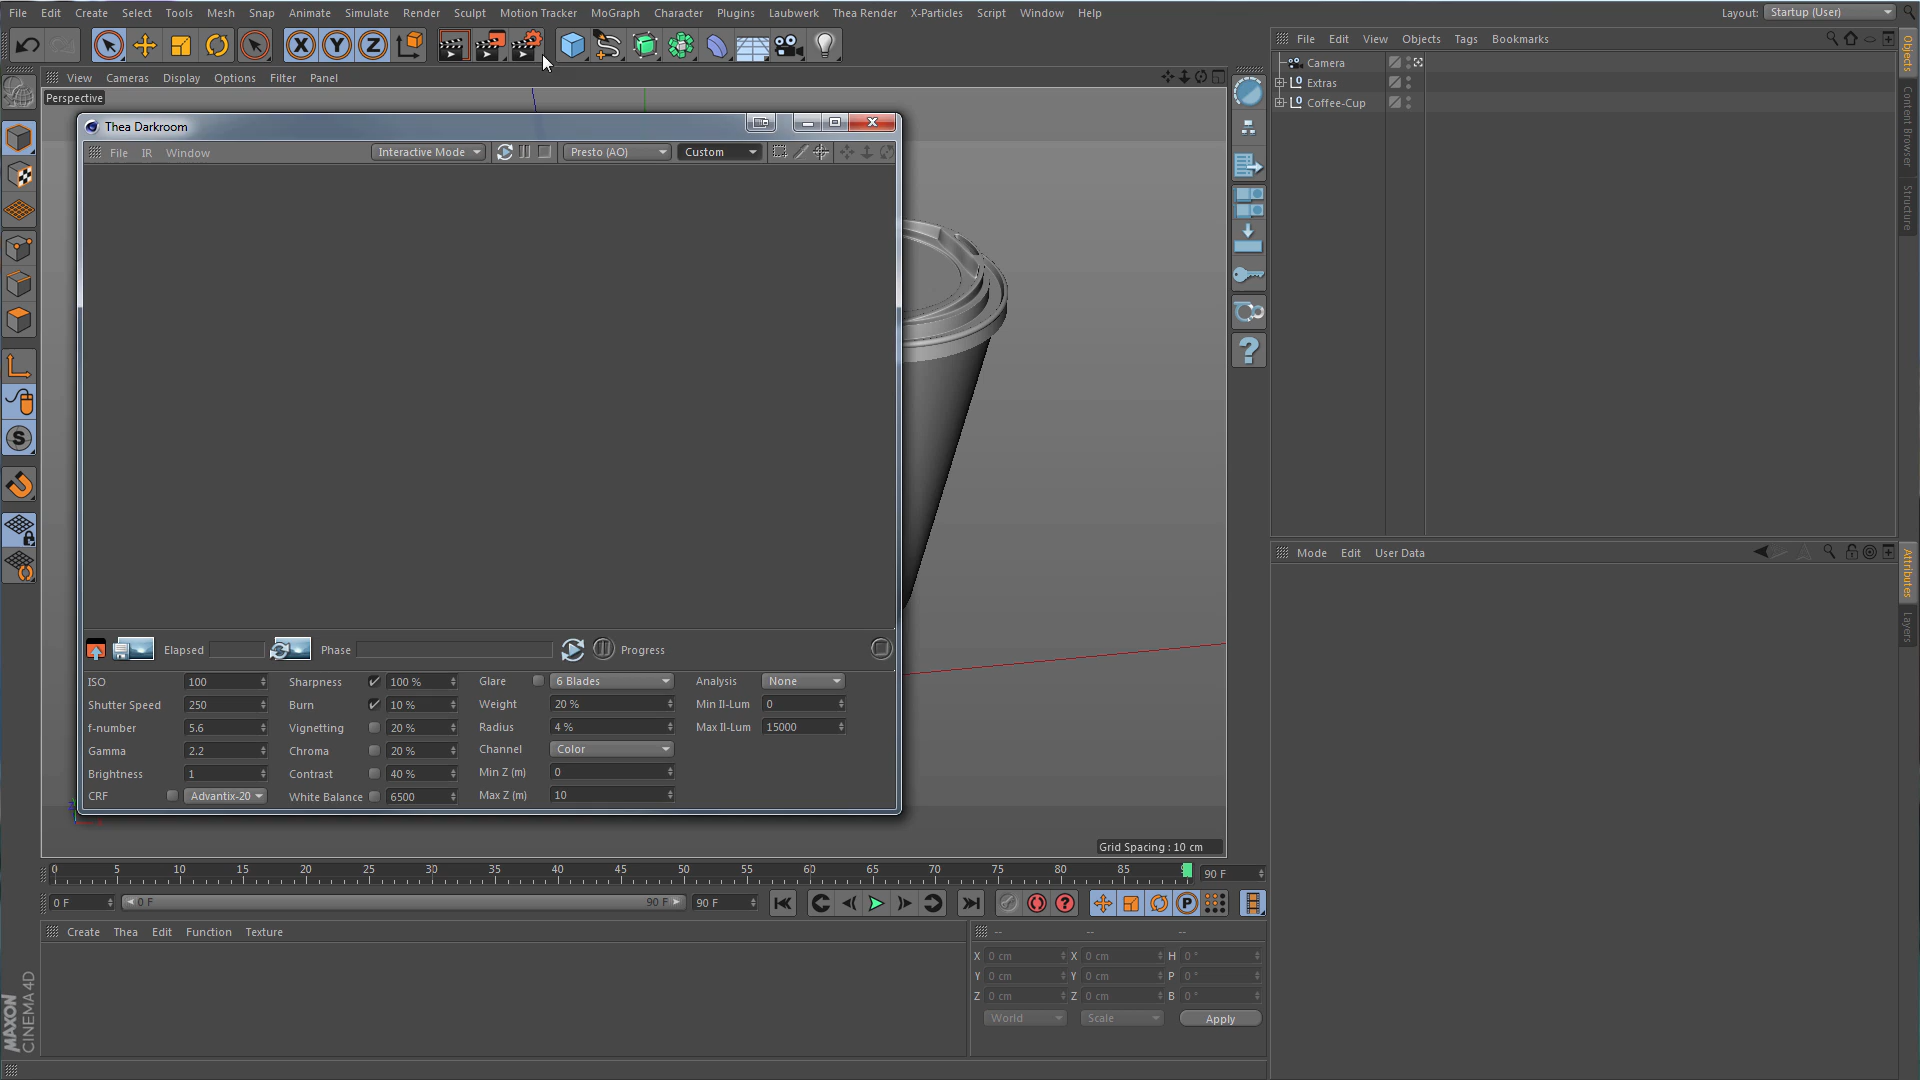 File Edit Create Select Tools Mesh Snap Animate Simulate Render Sculpt Motion Tracker MoGraph Character Plugins Laubwerk Thea Render X-Particles Script Window Help
Layout: Startup (User)
X Y Z
File Edit View Objects Tags Bookmarks
View Cameras Display Options Filter Panel
Perspective
Camera
Extras
Coffee-Cup
Objects
Content Browser
Structure
Thea Darkroom
File IR Window Interactive Mode Presto (AO) Custom
Elapsed Phase Progress
ISO 100 Sharpness 100 % Glare 6 Blades Analysis None
Shutter Speed 250 Burn 10 % Weight 20 % Min Il-Lum 0
f-number 5.6 Vignetting 20 % Radius 4 % Max Il-Lum 15000
Gamma 2.2 Chroma 20 % Channel Color
Brightness 1 Contrast 40 % Min Z (m) 0
CRF Advantix-20 White Balance 6500 Max Z (m) 10
Mode Edit User Data
Attributes
Layers
Grid Spacing : 10 cm
0 5 10 15 20 25 30 35 40 45 50 55 60 65 70 75 80 85 90 F
0 F 0 F 90 F 90 F
Create Thea Edit Function Texture
-- -- --
X 0 cm X 0 cm H 0 °
Y 0 cm Y 0 cm P 0 °
Z 0 cm Z 0 cm B 0 °
World Scale Apply
MAXON
CINEMA 4D